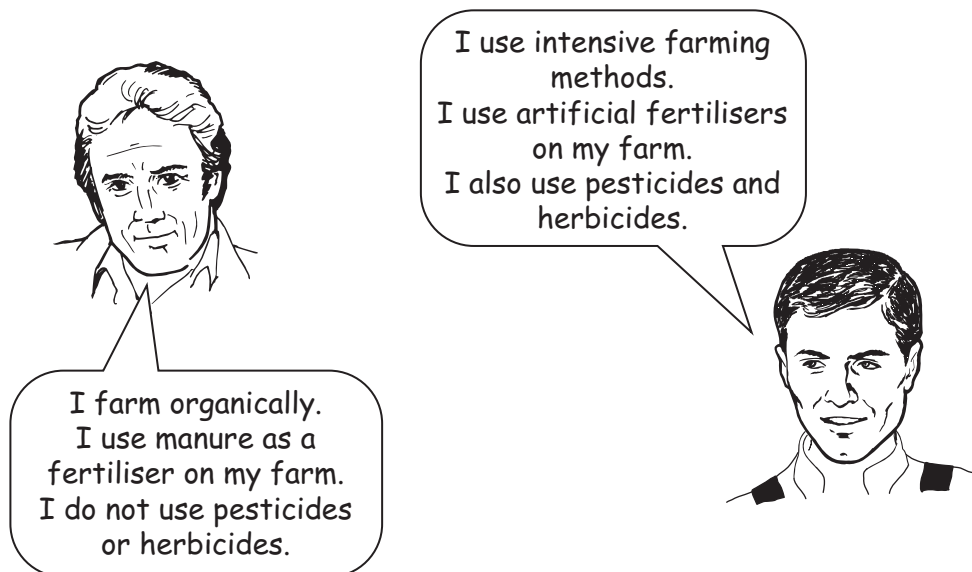 I use intensive farming
methods.
I use artificial fertilisers
on my farm.
I also use pesticides and
herbicides.
I farm organically.
I use manure as a
fertiliser on my farm.
I do not use pesticides
or herbicides.